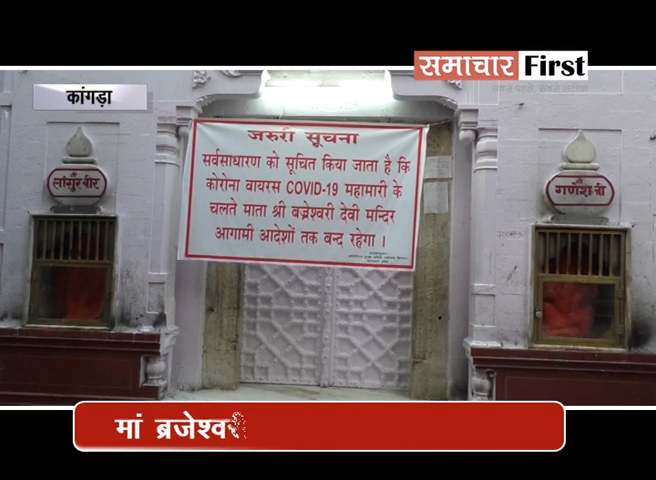 समाचार First
कांगड़ा
जरुरी सूचना
सर्वसाधारण को सूचित किया जाता है कि
कोरोना वायरस COVID-19 महामारी के
चलते माता श्री बज्रेश्वरी देवी मन्दिर
आगामी आदेशों तक बन्द रहेगा ।
लांगुरबीर
मां ब्रजेश्वरी